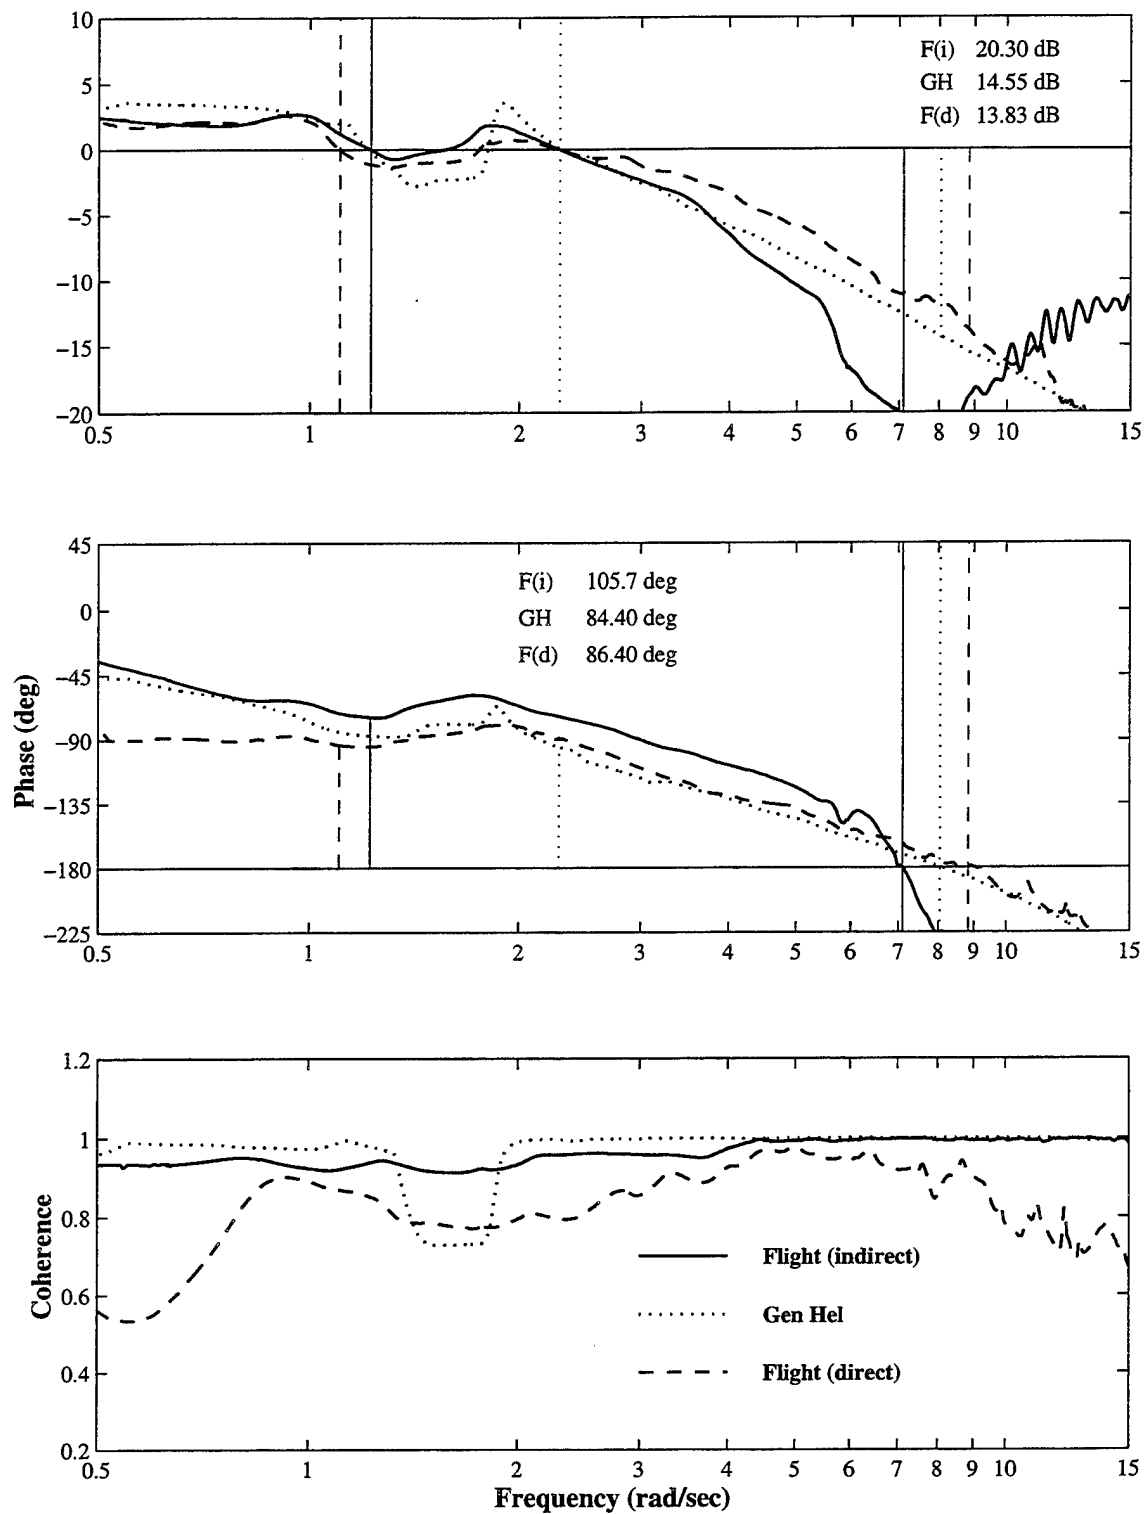 10
5
0
−5
−10
−15
−20
F(i) 20.30 dB
GH 14.55 dB
F(d) 13.83 dB
0.5 1 2 3 4 5 6 7 8 9 10 15
45
0
−45
−90
−135
−180
−225
Phase (deg)
F(i) 105.7 deg
GH 84.40 deg
F(d) 86.40 deg
0.5 1 2 3 4 5 6 7 8 9 10 15
1.2
1
0.8
0.6
0.4
0.2
Coherence
Flight (indirect)
Gen Hel
Flight (direct)
0.5 1 2 3 4 5 6 7 8 9 10 15
Frequency (rad/sec)